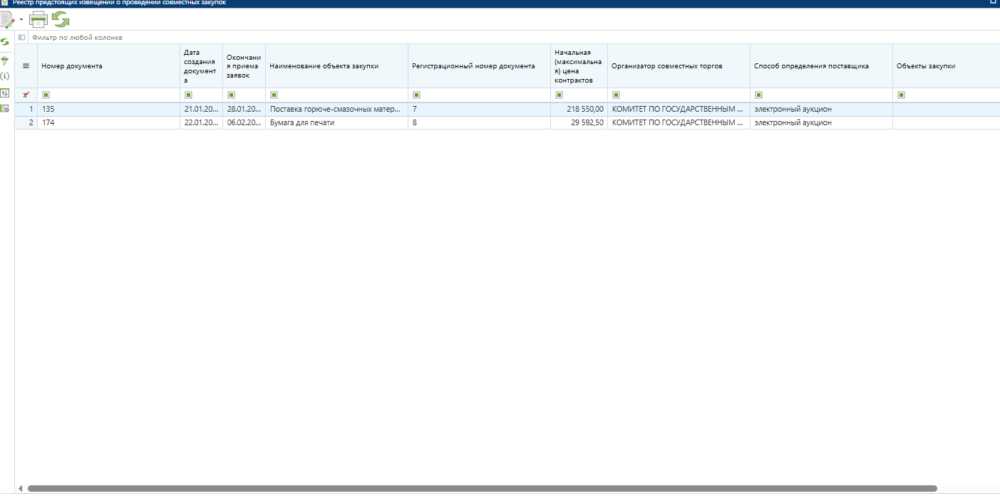 Реестр предстоящих извещений о проведении совместных закупок
Фильтр по любой колонке
Номер документа
Дата
создания
документ
а
Окончани
я приема
заявок
Наименование объекта закупки
Регистрационный номер документа
Начальная
(максимальна
я) цена
контрактов
Организатор совместных торгов
Способ определения поставщика
Объекты закупки
1 135 21.01.20... 28.01.20... Поставка горюче-смазочных матер... 7 218 550,00 КОМИТЕТ ПО ГОСУДАРСТВЕННЫМ ... электронный аукцион
2 174 22.01.20... 06.02.20... Бумага для печати 8 29 592,50 КОМИТЕТ ПО ГОСУДАРСТВЕННЫМ ... электронный аукцион